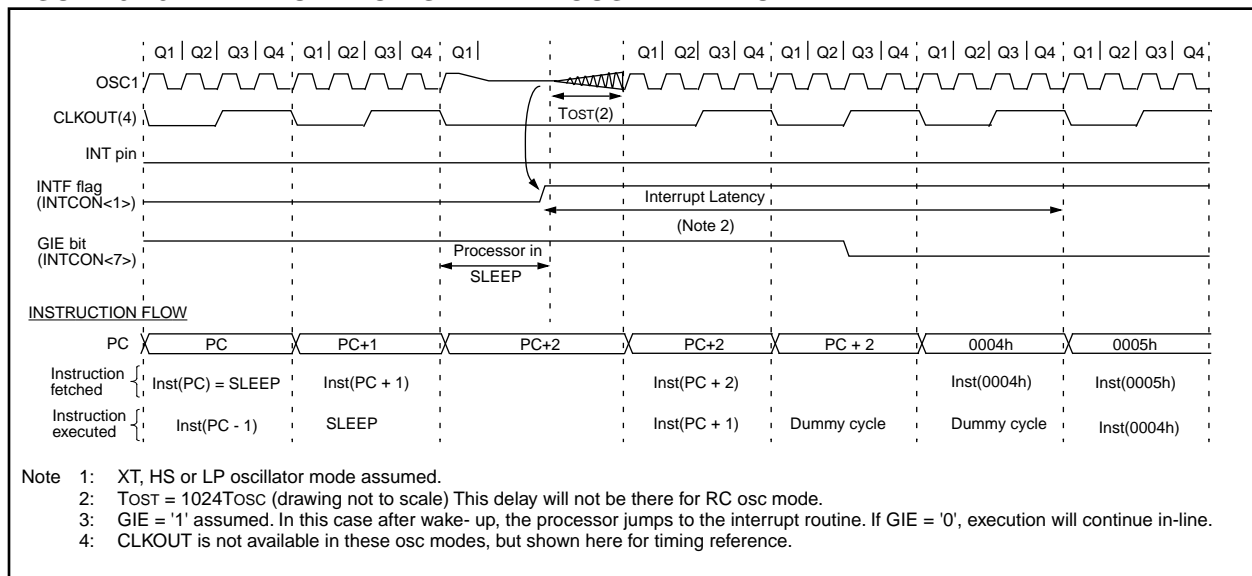 Q1 Q2 Q3 Q4 Q1 Q2 Q3 Q4 Q1 Q1 Q2 Q3 Q4 Q1 Q2 Q3 Q4 Q1 Q2 Q3 Q4 Q1 Q2 Q3 Q4
OSC1
TOST(2)
CLKOUT(4)
INT pin
INTF flag
(INTCON<1>)
Interrupt Latency
(Note 2)
GIE bit
(INTCON<7>)
Processor in
SLEEP
INSTRUCTION FLOW
PC PC PC+1 PC+2 PC+2 PC + 2 0004h 0005h
Instruction
fetched
Inst(PC) = SLEEP Inst(PC + 1) Inst(PC + 2) Inst(0004h) Inst(0005h)
Instruction
executed
Inst(PC - 1) SLEEP Inst(PC + 1) Dummy cycle Dummy cycle Inst(0004h)
Note 1: XT, HS or LP oscillator mode assumed.
2: TOST = 1024TOSC (drawing not to scale) This delay will not be there for RC osc mode.
3: GIE = '1' assumed. In this case after wake- up, the processor jumps to the interrupt routine. If GIE = '0', execution will continue in-line.
4: CLKOUT is not available in these osc modes, but shown here for timing reference.